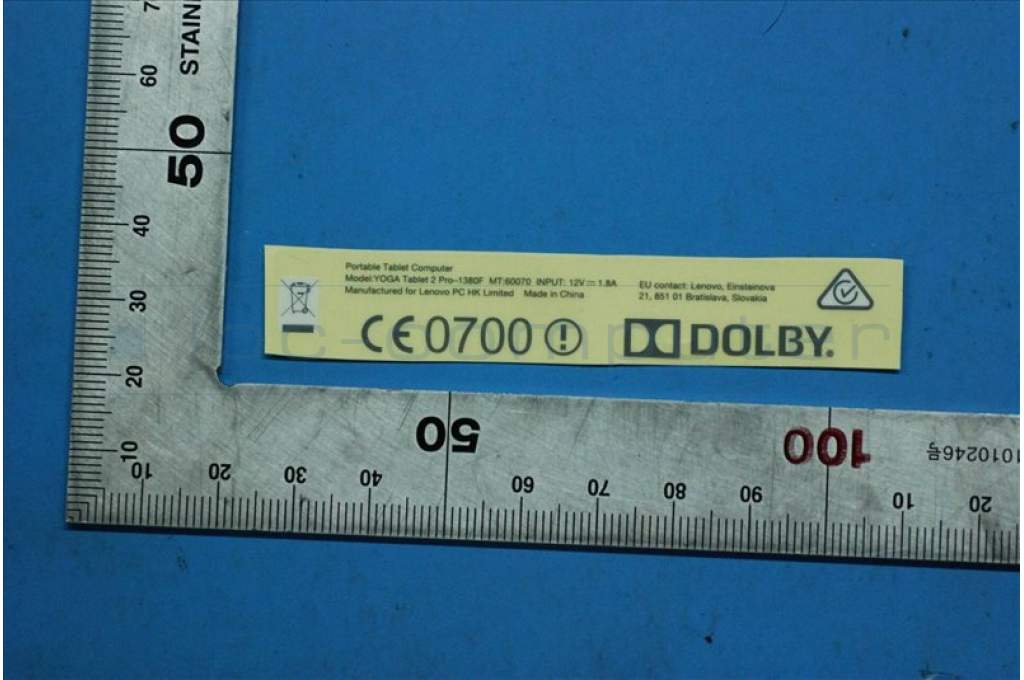 STAIN
60
50
40
30
20
10
Portable Tablet Computer
Model:YOGA Tablet 2 Pro-1380F MT:60070 INPUT: 12V⎓1.8A
Manufactured for Lenovo PC HK Limited Made in China
EU contact: Lenovo, Einsteinova
21, 851 01 Bratislava, Slovakia
CE0700
DOLBY.
50
100
10 20 30 40 60 70 80 90 10 20